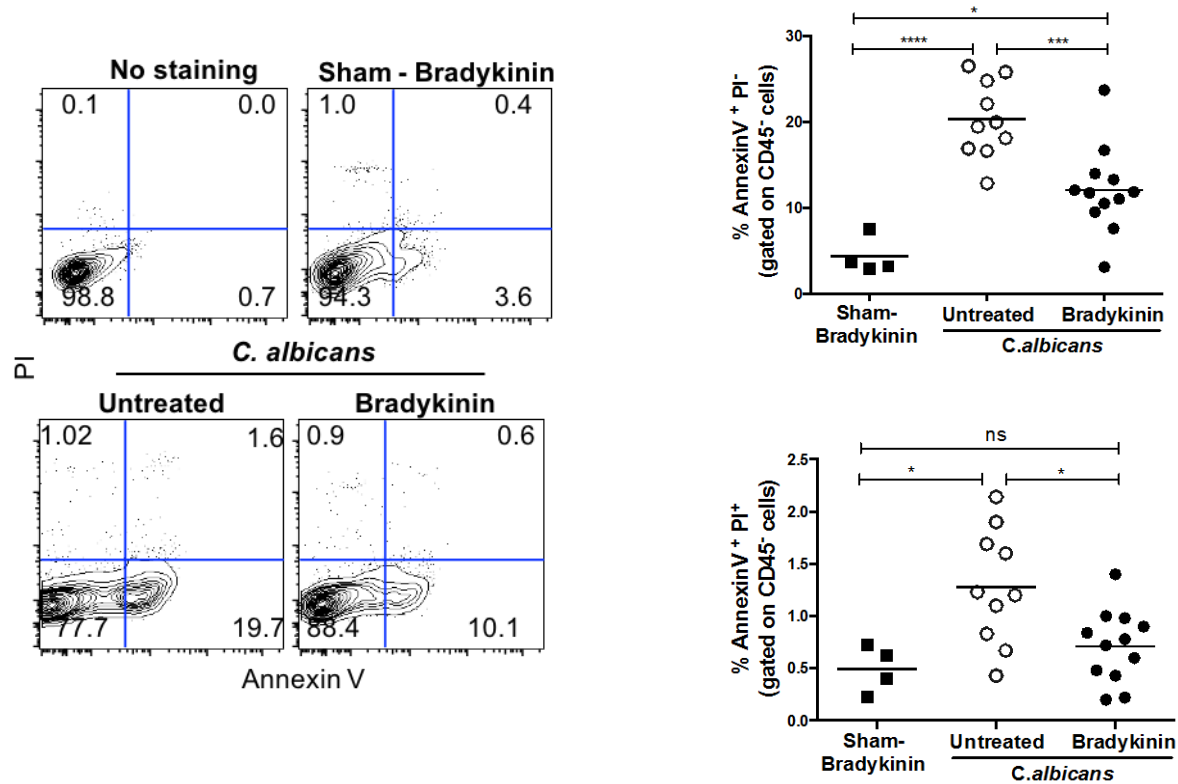 No staining
Sham - Bradykinin
0.1
0.0
1.0
0.4
98.8
0.7
94.3
3.6
C. albicans
PI
Untreated
Bradykinin
1.02
1.6
0.9
0.6
77.7
19.7
88.4
10.1
Annexin V
*
****
***
30
20
10
0
% AnnexinV + PI-
(gated on CD45- cells)
Sham-
Bradykinin
Untreated
Bradykinin
C.albicans
ns
*
*
2.5
2.0
1.5
1.0
0.5
0.0
% AnnexinV + PI+
(gated on CD45- cells)
Sham-
Bradykinin
Untreated
Bradykinin
C.albicans